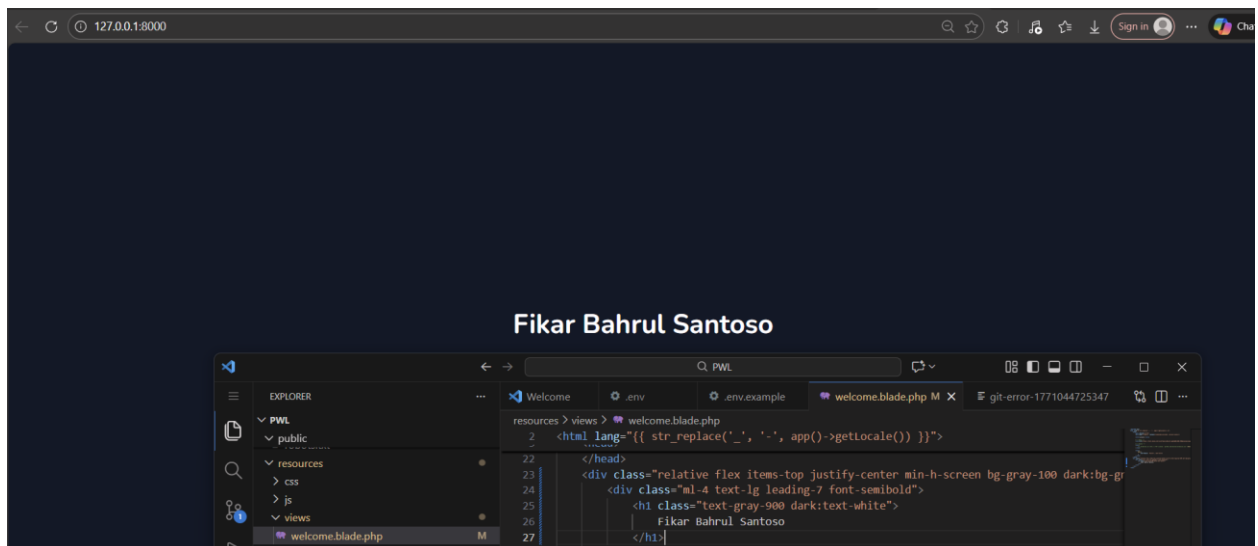 127.0.0.1:8000
Sign in
Fikar Bahrul Santoso
PWL
EXPLORER
Welcome
.env
.env.example
welcome.blade.php M
git-error-1771044725347
PWL
public
resources
css
js
views
welcome.blade.php M
1
resources > views > welcome.blade.php
2 <html lang="{{ str_replace('_', '-', app()->getLocale()) }}">
22 </head>
23 <div class="relative flex items-top justify-center min-h-screen bg-gray-100 dark:bg-gr
24 <div class="ml-4 text-lg leading-7 font-semibold">
25 <h1 class="text-gray-900 dark:text-white">
26 Fikar Bahrul Santoso
27 </h1>